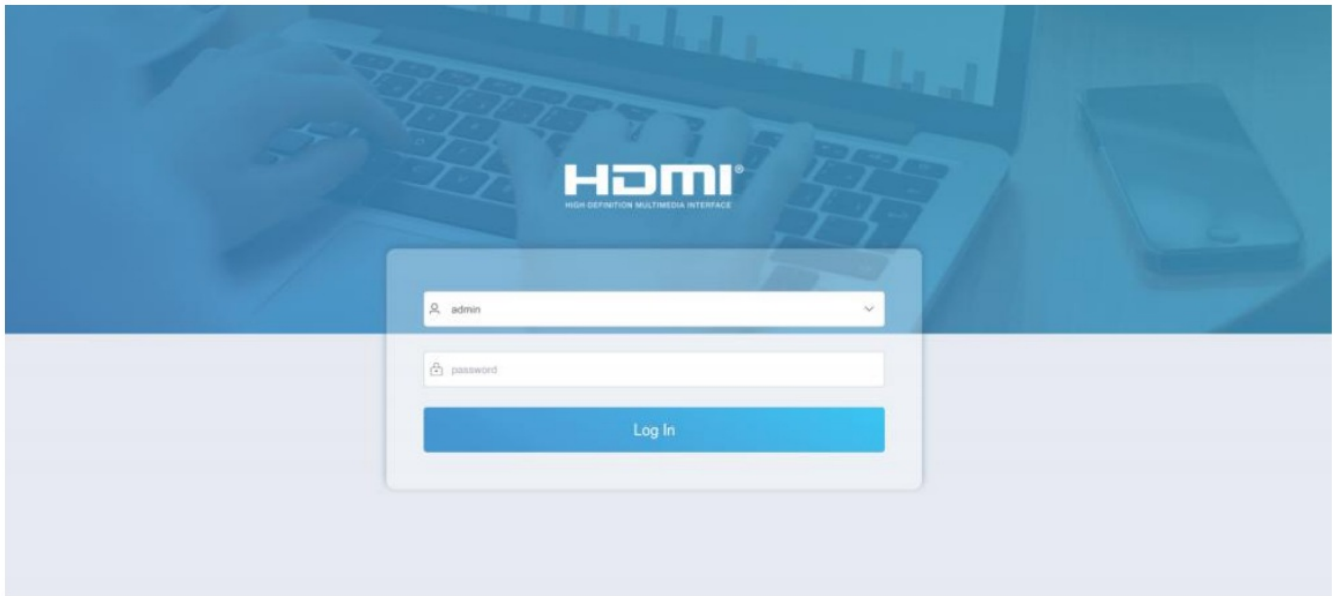 HDMI®
HIGH DEFINITION MULTIMEDIA INTERFACE
admin
password
Log In